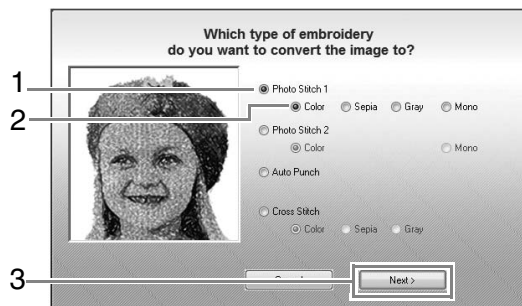 Which type of embroidery
do you want to convert the image to?
1
Photo Stitch 1
2
Color Sepia Gray Mono
Photo Stitch 2
Color Mono
Auto Punch
Cross Stitch
Color Sepia Gray
3
Next >